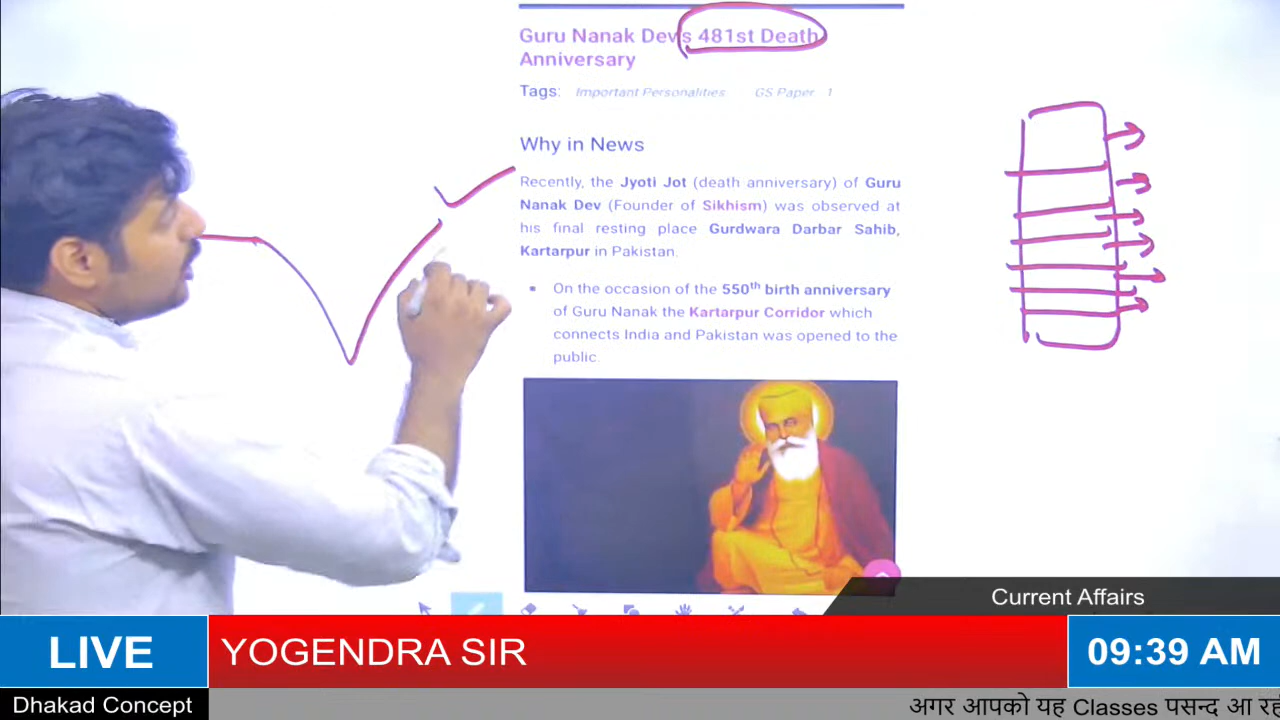 Guru Nanak Dev's 481st Death
Anniversary
Tags: Important Personalities GS Paper - 1
Why in News
Recently, the Jyoti Jot (death anniversary) of Guru
Nanak Dev (Founder of Sikhism) was observed at
his final resting place Gurdwara Darbar Sahib,
Kartarpur in Pakistan.
On the occasion of the 550th birth anniversary
of Guru Nanak the Kartarpur Corridor which
connects India and Pakistan was opened to the
public.
Current Affairs
LIVE YOGENDRA SIR 09:39 AM
Dhakad Concept अगर आपको यह Classes पसन्द आ रही